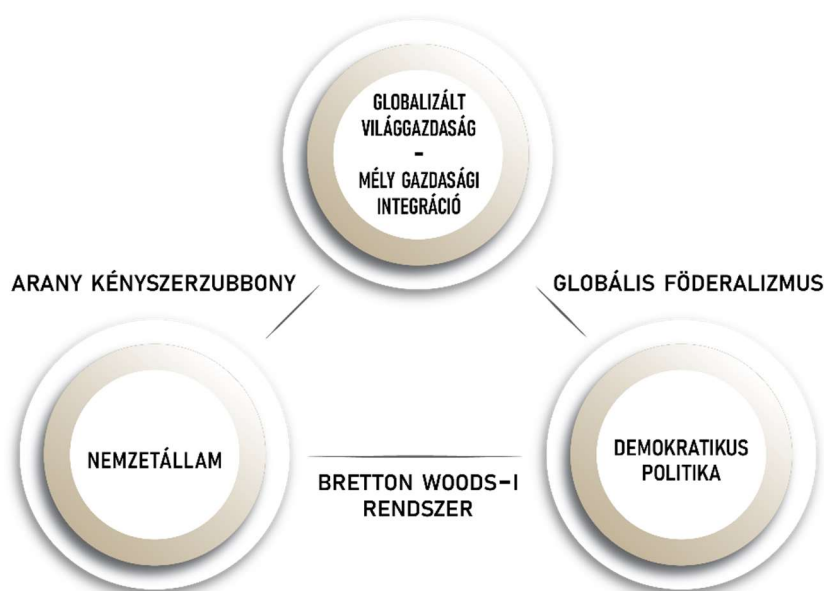 GLOBALIZÁLT
VILÁGGAZDASÁG
–
MÉLY GAZDASÁGI
INTEGRÁCIÓ
ARANY KÉNYSZERZUBBONY
GLOBÁLIS FÖDERALIZMUS
NEMZETÁLLAM
BRETTON WOODS-I
RENDSZER
DEMOKRATIKUS
POLITIKA